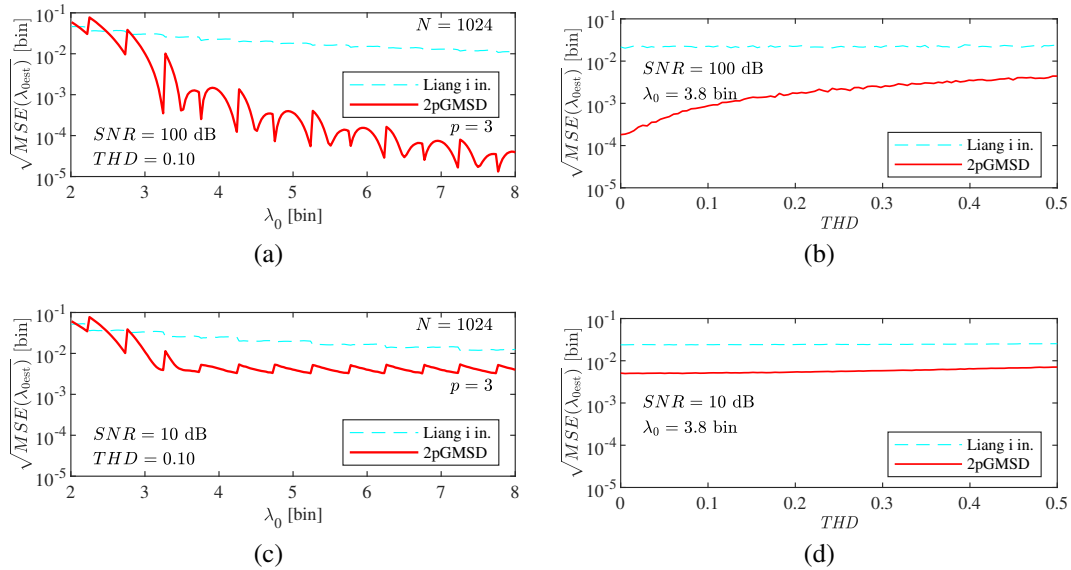 √MSE(λ0est) [bin]
10^-1
10^-2
10^-3
10^-4
10^-5
N = 1024
Liang i in.
2pGMSD
p = 3
SNR = 100 dB
THD = 0.10
2 3 4 5 6 7 8
λ0 [bin]
(a)
√MSE(λ0est) [bin]
10^-1
10^-2
10^-3
10^-4
10^-5
SNR = 100 dB
λ0 = 3.8 bin
Liang i in.
2pGMSD
0 0.1 0.2 0.3 0.4 0.5
THD
(b)
√MSE(λ0est) [bin]
10^-1
10^-2
10^-3
10^-4
10^-5
N = 1024
p = 3
SNR = 10 dB
THD = 0.10
Liang i in.
2pGMSD
2 3 4 5 6 7 8
λ0 [bin]
(c)
√MSE(λ0est) [bin]
10^-1
10^-2
10^-3
10^-4
10^-5
SNR = 10 dB
λ0 = 3.8 bin
Liang i in.
2pGMSD
0 0.1 0.2 0.3 0.4 0.5
THD
(d)